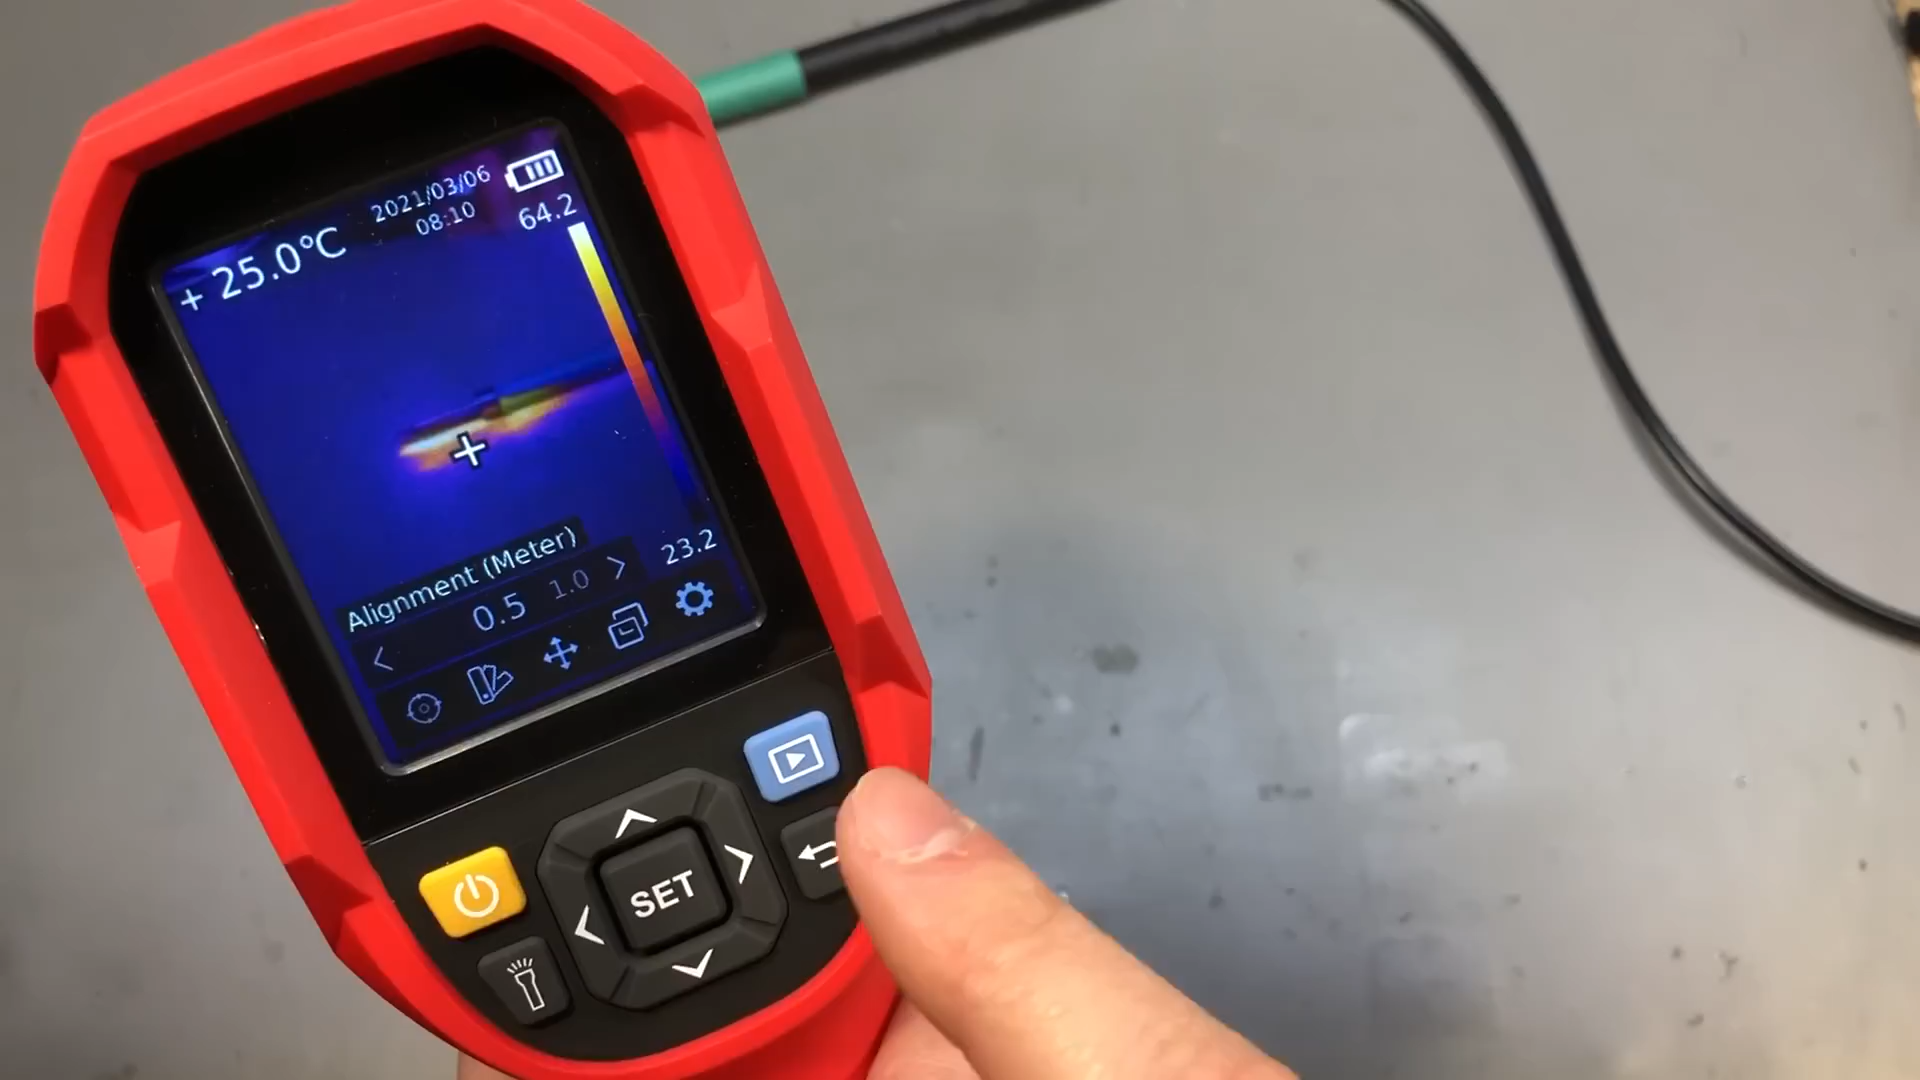 2021/03/06
08:10
+ 25.0°C
64.2
23.2
Alignment (Meter)
< 0.5 1.0 >
SET